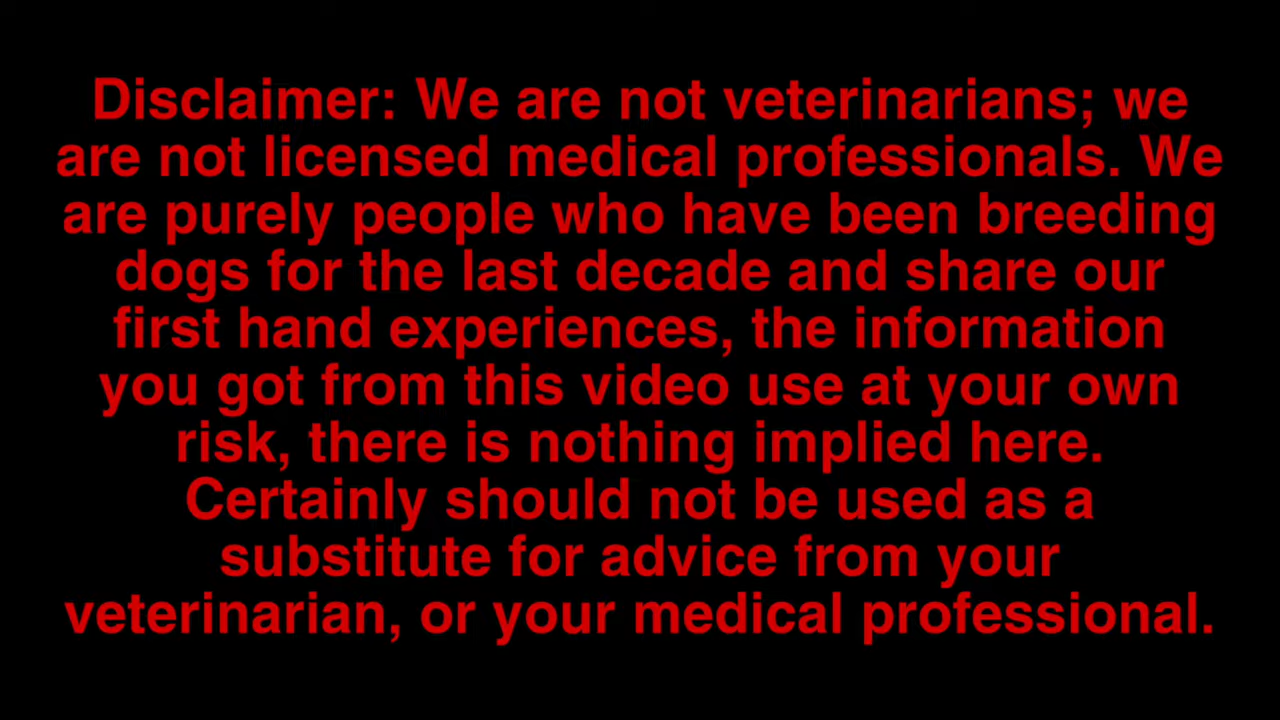 Disclaimer: We are not veterinarians; we
are not licensed medical professionals. We
are purely people who have been breeding
dogs for the last decade and share our
first hand experiences, the information
you got from this video use at your own
risk, there is nothing implied here.
Certainly should not be used as a
substitute for advice from your
veterinarian, or your medical professional.